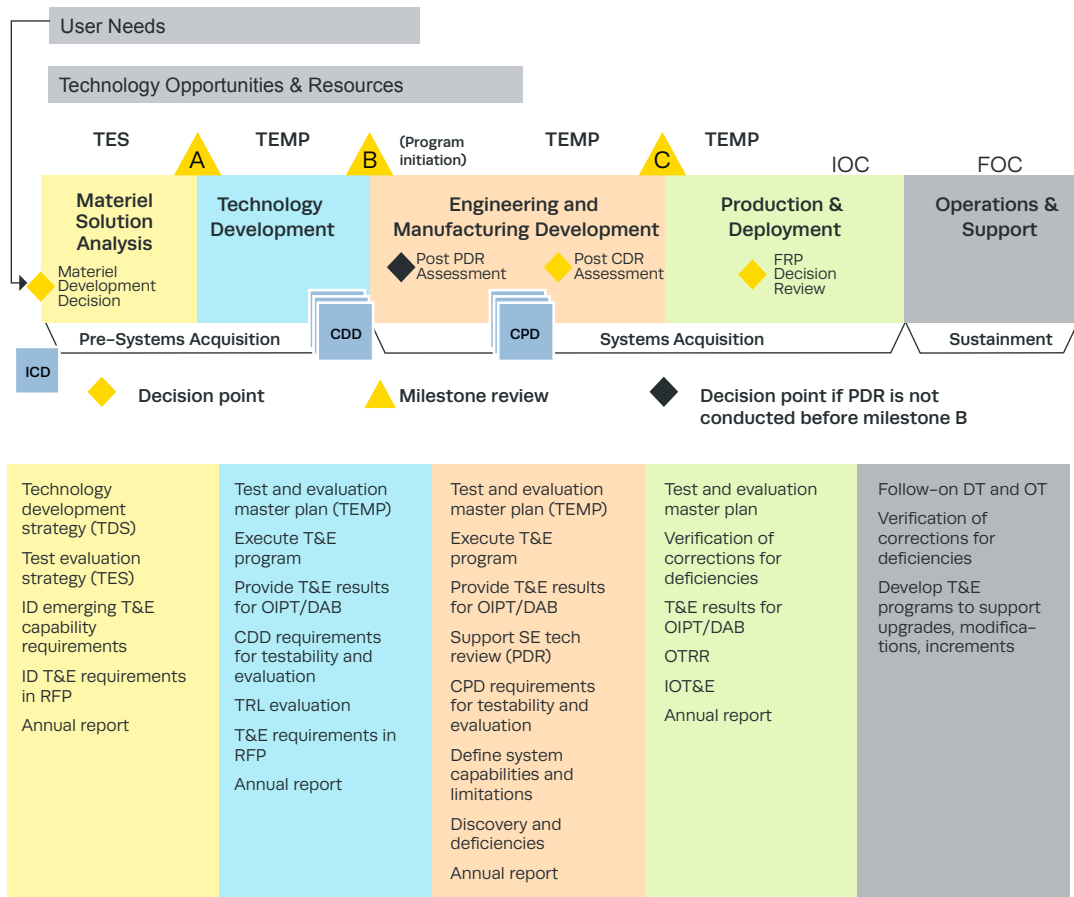 User Needs
Technology Opportunities & Resources
TES
A
TEMP
B
(Program
initiation)
TEMP
C
TEMP
IOC
FOC
Materiel
Solution
Analysis
Technology
Development
Engineering and
Manufacturing Development
Production &
Deployment
Operations &
Support
Materiel
Development
Decision
Post PDR
Assessment
Post CDR
Assessment
FRP
Decision
Review
ICD
Pre-Systems Acquisition
CDD
CPD
Systems Acquisition
Sustainment
Decision point
Milestone review
Decision point if PDR is not
conducted before milestone B
Technology
development
strategy (TDS)
Test evaluation
strategy (TES)
ID emerging T&E
capability
requirements
ID T&E requirements
in RFP
Annual report
Test and evaluation
master plan (TEMP)
Execute T&E
program
Provide T&E results
for OIPT/DAB
CDD requirements
for testability and
evaluation
TRL evaluation
T&E requirements in
RFP
Annual report
Test and evaluation
master plan (TEMP)
Execute T&E
program
Provide T&E results
for OIPT/DAB
Support SE tech
review (PDR)
CPD requirements
for testability and
evaluation
Define system
capabilities and
limitations
Discovery and
deficiencies
Annual report
Test and evaluation
master plan
Verification of
corrections for
deficiencies
T&E results for
OIPT/DAB
OTRR
IOT&E
Annual report
Follow-on DT and OT
Verification of
corrections for
deficiencies
Develop T&E
programs to support
upgrades, modifica-
tions, increments